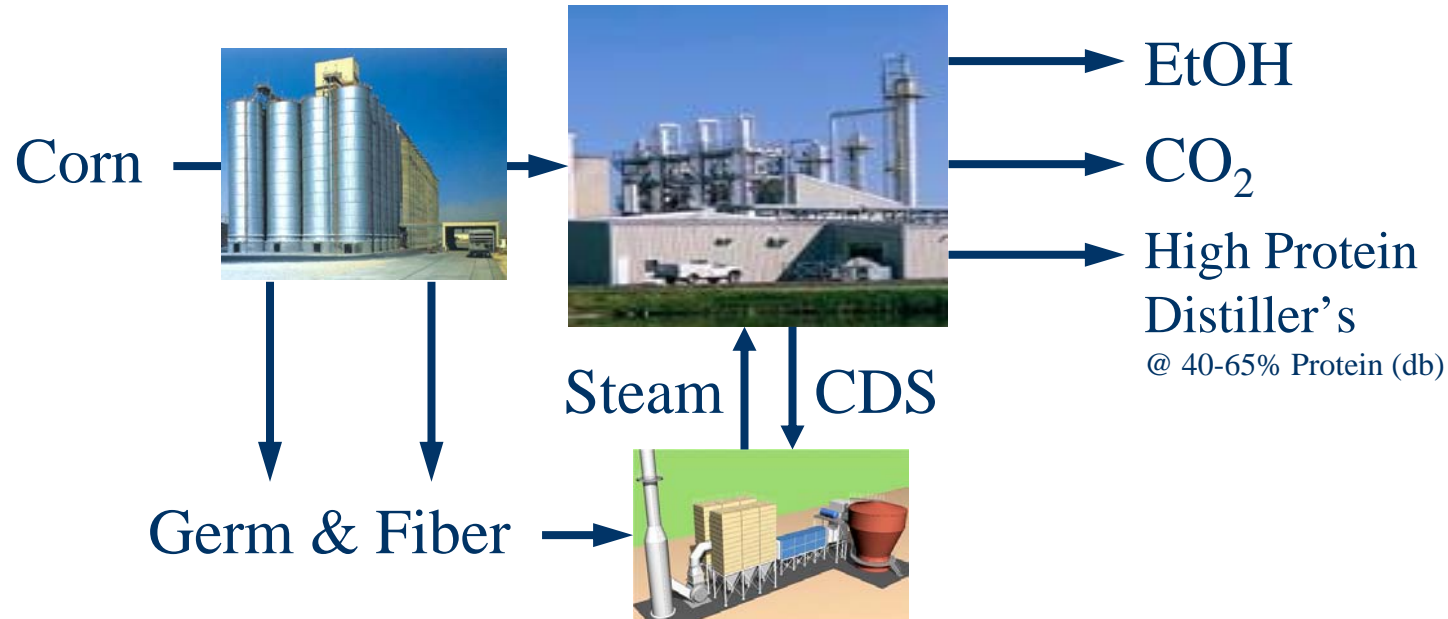 EtOH
Corn
CO₂
High Protein
Distiller's
@ 40-65% Protein (db)
Steam
CDS
Germ & Fiber